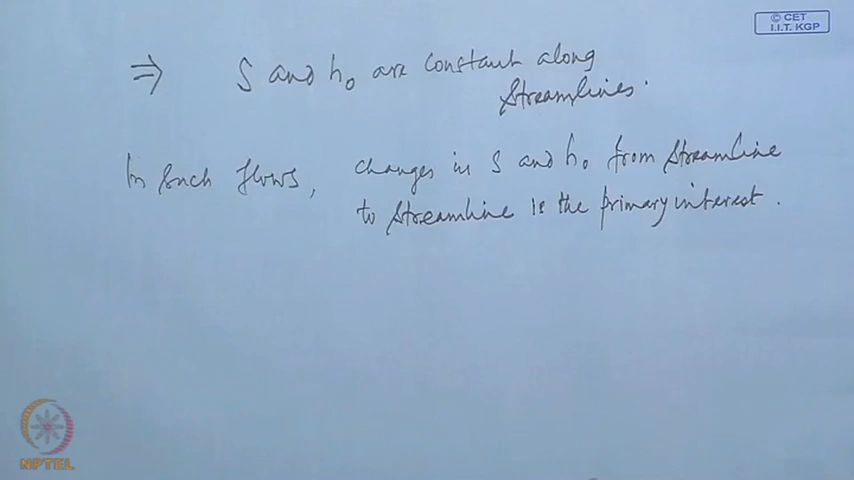 © CET
I.I.T. KGP
⇒ S and h₀ are constant along
Streamlines.
In such flows, changes in S and h₀ from streamline
to streamline is the primary interest.
NPTEL